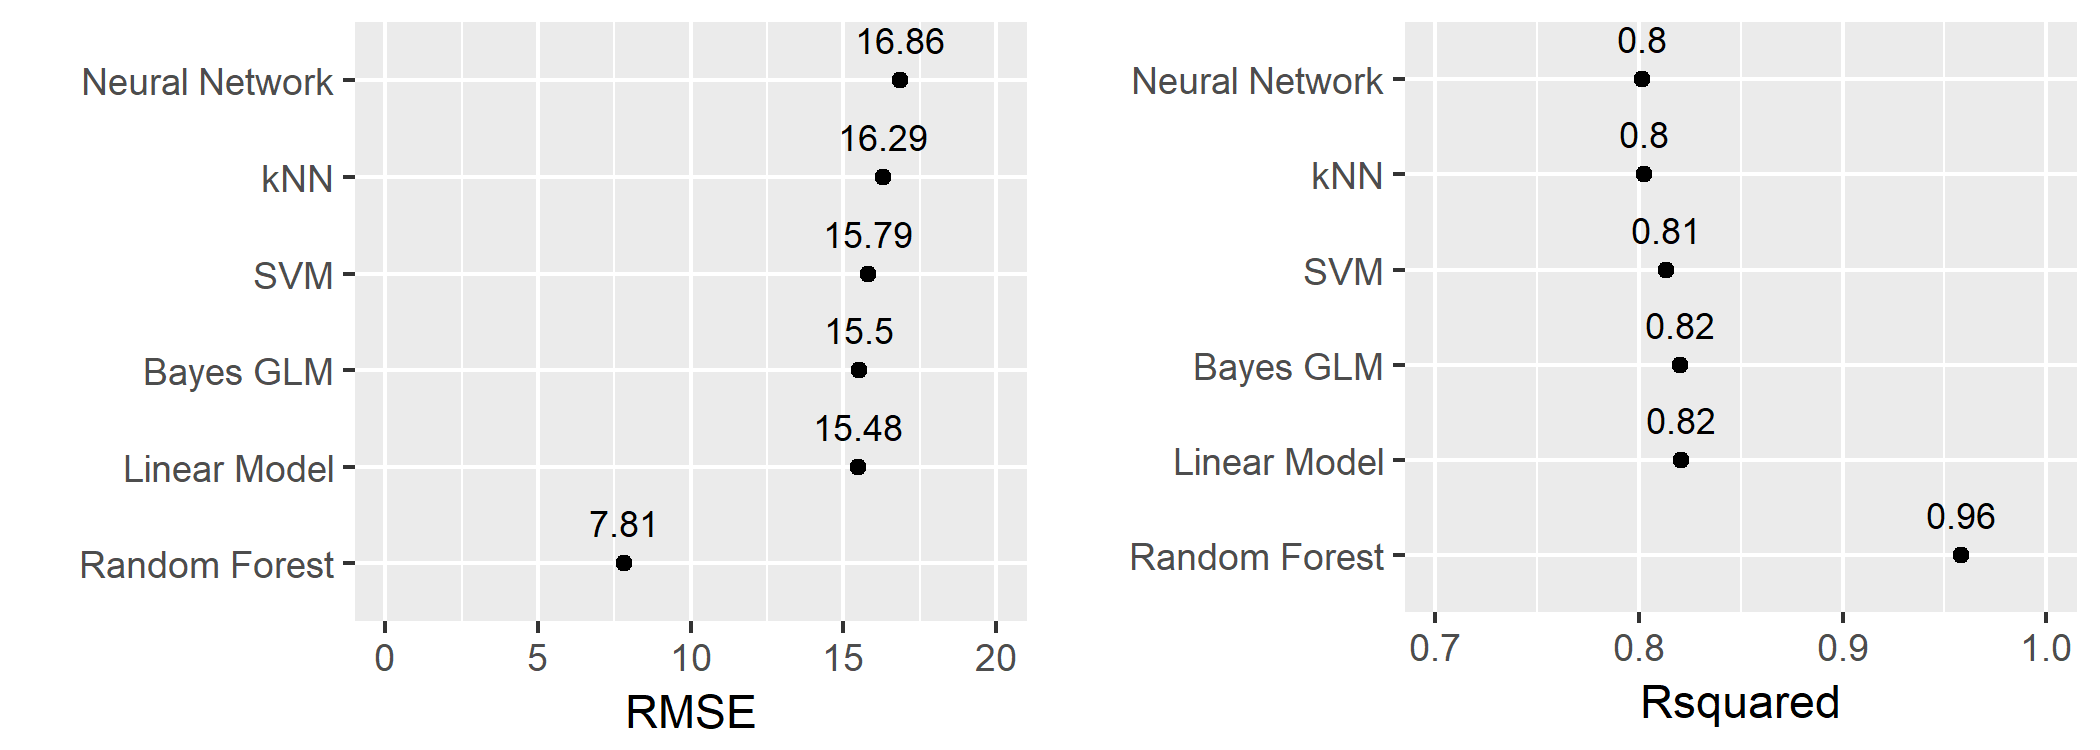 16.86
Neural Network
16.29
kNN
15.79
SVM
15.5
Bayes GLM
15.48
Linear Model
7.81
Random Forest
0 5 10 15 20
RMSE
0.8
Neural Network
0.8
kNN
0.81
SVM
0.82
Bayes GLM
0.82
Linear Model
0.96
Random Forest
0.7 0.8 0.9 1.0
Rsquared